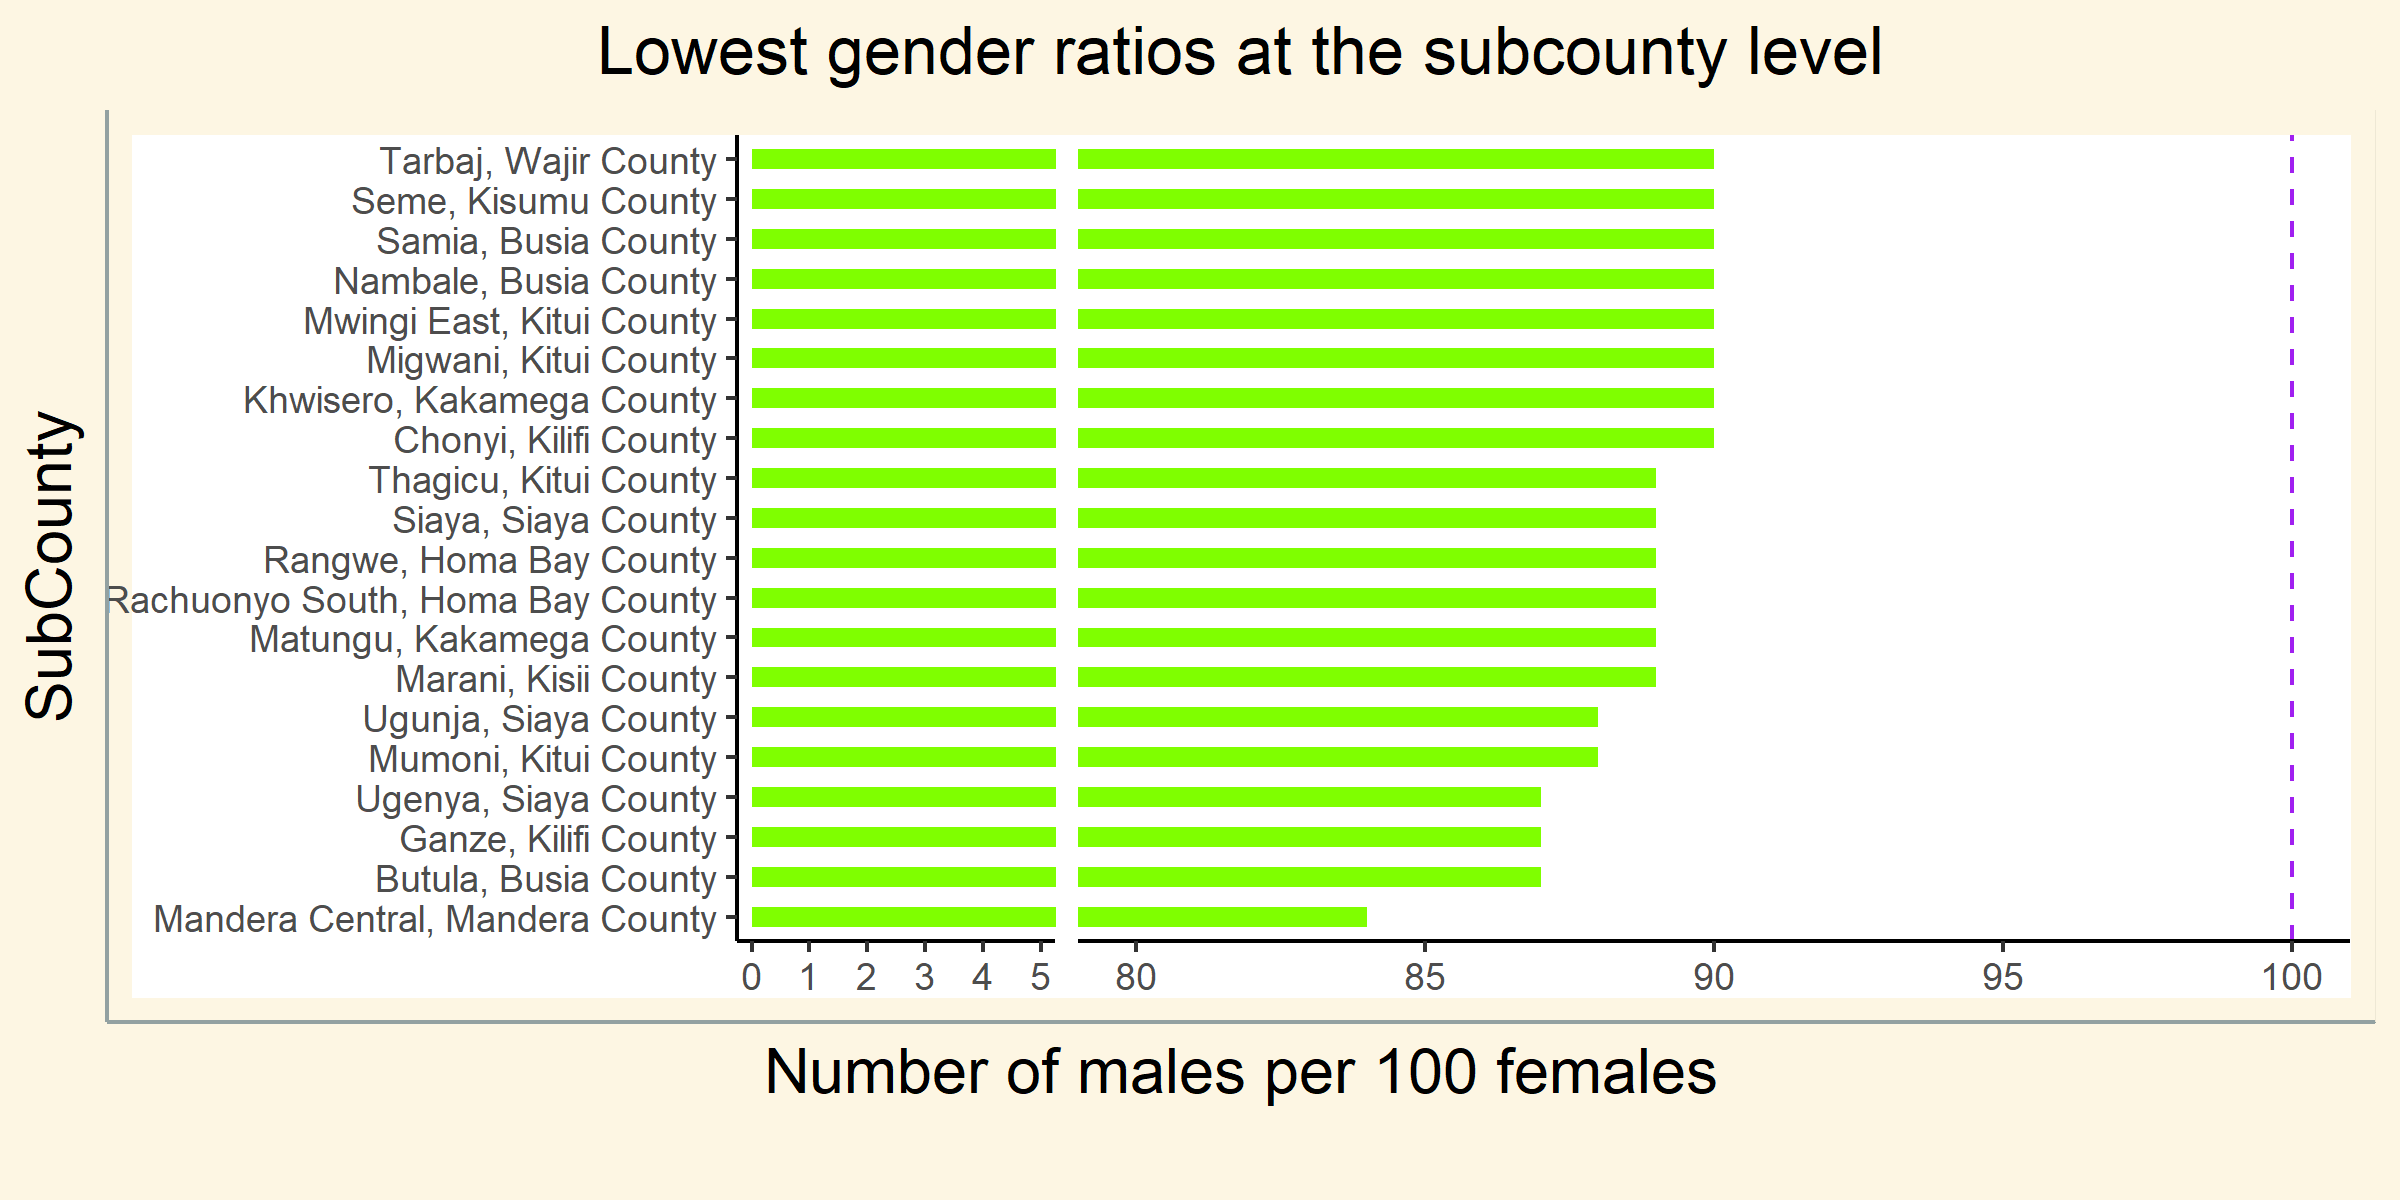 Lowest gender ratios at the subcounty level
SubCounty
Tarbaj, Wajir County
Seme, Kisumu County
Samia, Busia County
Nambale, Busia County
Mwingi East, Kitui County
Migwani, Kitui County
Khwisero, Kakamega County
Chonyi, Kilifi County
Thagicu, Kitui County
Siaya, Siaya County
Rangwe, Homa Bay County
Rachuonyo South, Homa Bay County
Matungu, Kakamega County
Marani, Kisii County
Ugunja, Siaya County
Mumoni, Kitui County
Ugenya, Siaya County
Ganze, Kilifi County
Butula, Busia County
Mandera Central, Mandera County
0 1 2 3 4 5 80 85 90 95 100
Number of males per 100 females